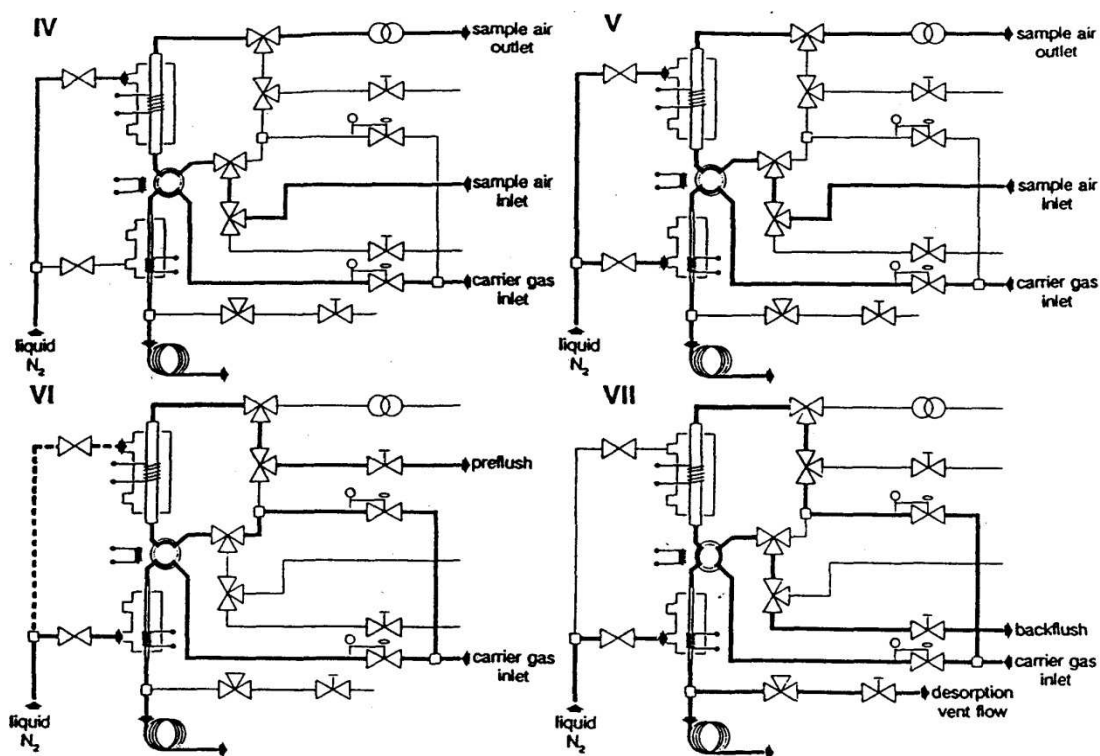 IV
sample air
outlet
sample air
inlet
carrier gas
inlet
liquid
N₂
V
sample air
outlet
sample air
inlet
carrier gas
inlet
liquid
N₂
VI
preflush
carrier gas
inlet
liquid
N₂
VII
backflush
carrier gas
inlet
desorption
vent flow
liquid
N₂